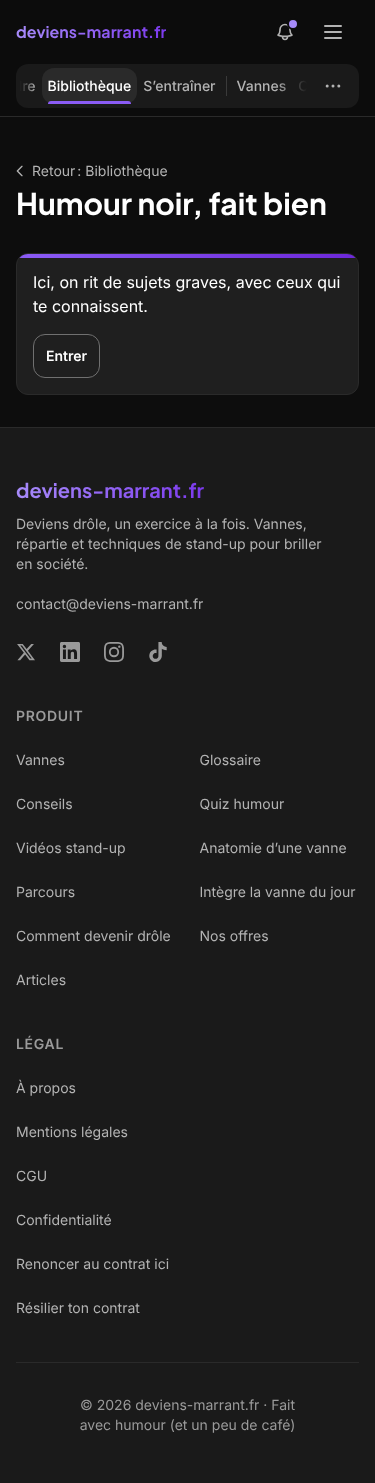 deviens-marrant.fr
re Bibliothèque S’entraîner Vannes
Retour : Bibliothèque
Humour noir, fait bien
Ici, on rit de sujets graves, avec ceux qui
te connaissent.
Entrer
deviens-marrant.fr
Deviens drôle, un exercice à la fois. Vannes,
répartie et techniques de stand-up pour briller
en société.
contact@deviens-marrant.fr
PRODUIT
Vannes Glossaire
Conseils Quiz humour
Vidéos stand-up Anatomie d’une vanne
Parcours Intègre la vanne du jour
Comment devenir drôle Nos offres
Articles
LÉGAL
À propos
Mentions légales
CGU
Confidentialité
Renoncer au contrat ici
Résilier ton contrat
© 2026 deviens-marrant.fr · Fait
avec humour (et un peu de café)